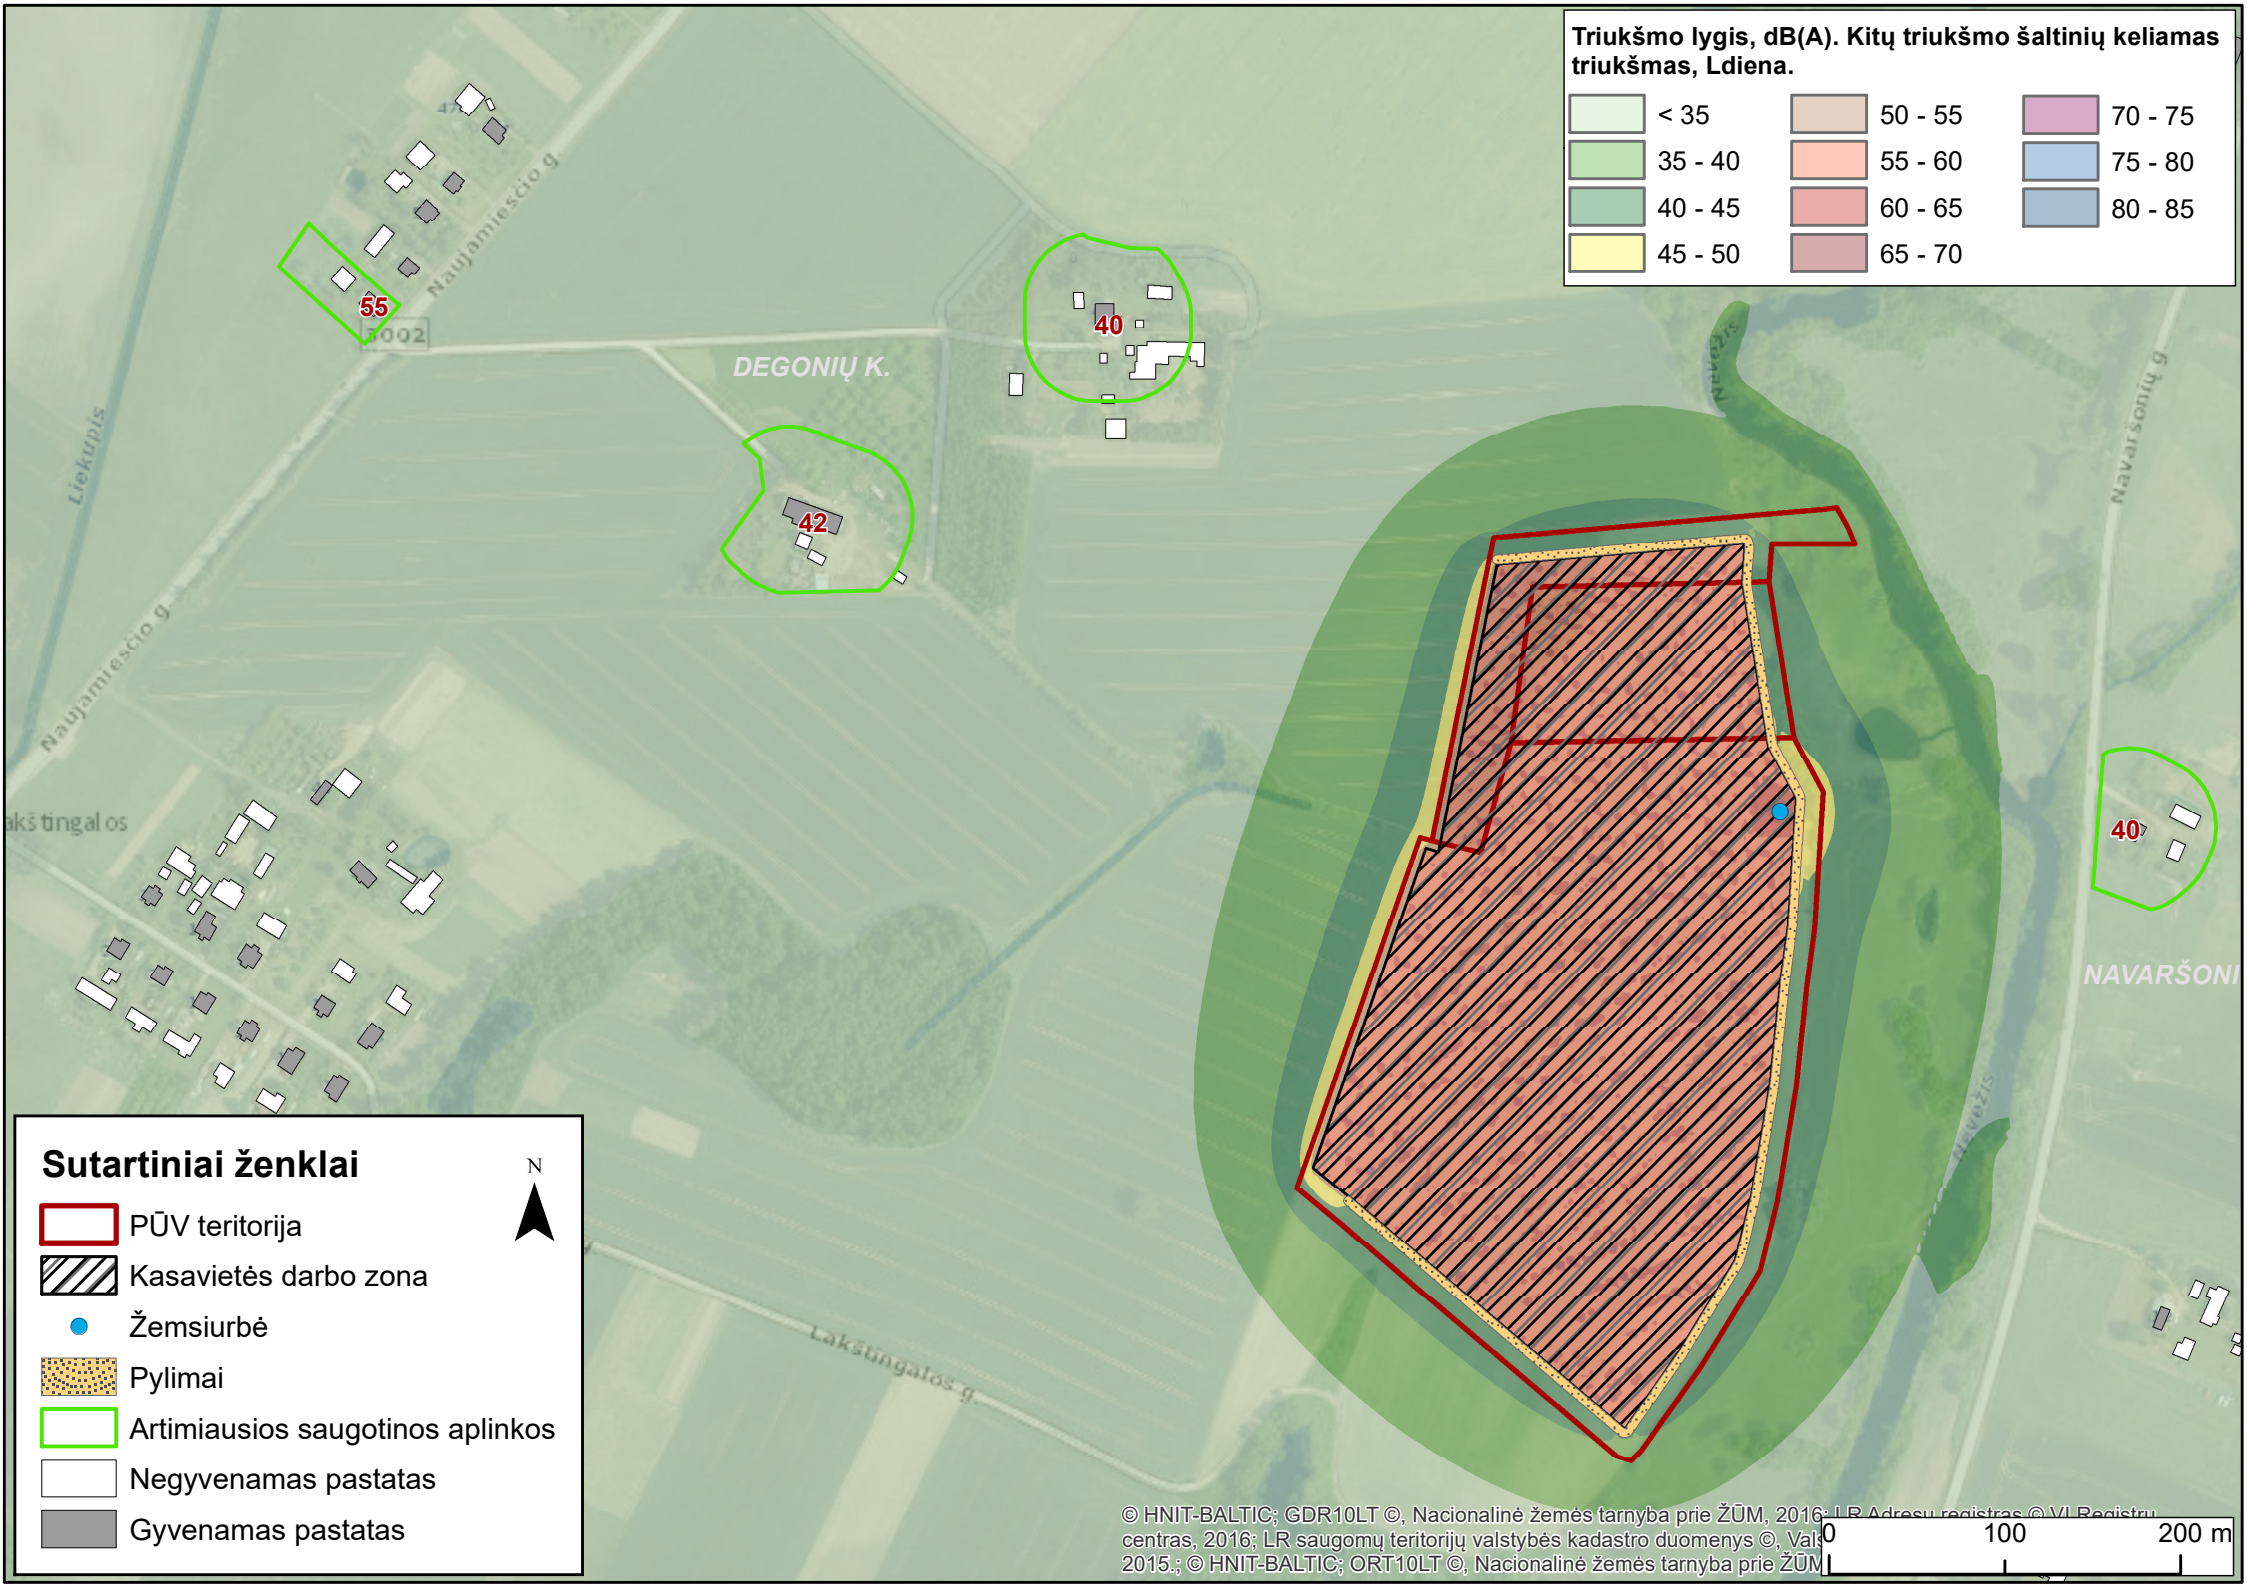 Triukšmo lygis, dB(A). Kitų triukšmo šaltinių keliamas
triukšmas, Ldiena.
< 35
35 - 40
40 - 45
45 - 50
50 - 55
55 - 60
60 - 65
65 - 70
70 - 75
75 - 80
80 - 85
47
Naujamiesčio g.
55
3002
DEGONIŲ K.
40
42
Liekupis
Naujamiesčio g.
akštingalos
Nevėžis
Navaršonių g.
40
NAVARŠONI
Nevėžis
Lakštingalos g.
Sutartiniai ženklai
N
PŪV teritorija
Kasavietės darbo zona
Žemsiurbė
Pylimai
Artimiausios saugotinos aplinkos
Negyvenamas pastatas
Gyvenamas pastatas
© HNIT-BALTIC; GDR10LT ©, Nacionalinė žemės tarnyba prie ŽŪM, 2016; LR Adresų registras © VĮ Registrų
centras, 2016; LR saugomų teritorijų valstybės kadastro duomenys ©, Vals
2015.; © HNIT-BALTIC; ORT10LT ©, Nacionalinė žemės tarnyba prie ŽŪM
0 100 200 m